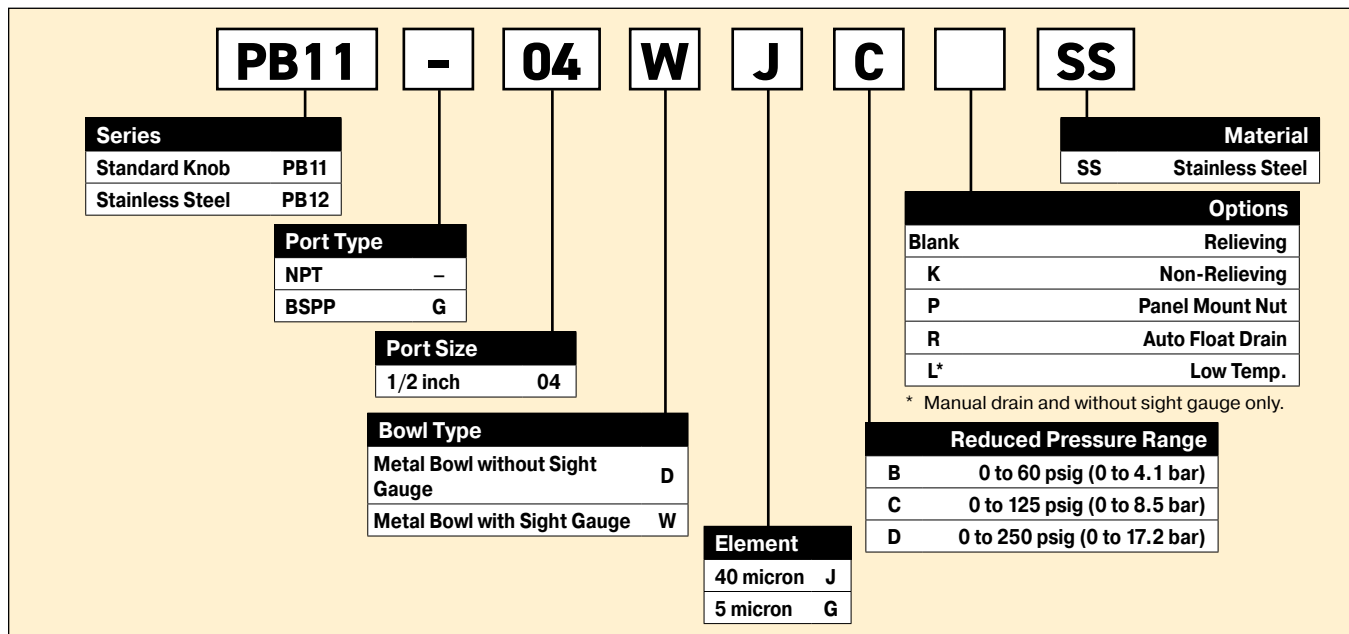 PB11 - 04 W J C SS
Series
Standard Knob PB11
Stainless Steel PB12
Material
SS Stainless Steel
Port Type
NPT –
BSPP G
Options
Blank Relieving
K Non-Relieving
P Panel Mount Nut
R Auto Float Drain
L* Low Temp.
* Manual drain and without sight gauge only.
Port Size
1/2 inch 04
Bowl Type
Metal Bowl without Sight
Gauge D
Metal Bowl with Sight Gauge W
Reduced Pressure Range
B 0 to 60 psig (0 to 4.1 bar)
C 0 to 125 psig (0 to 8.5 bar)
D 0 to 250 psig (0 to 17.2 bar)
Element
40 micron J
5 micron G